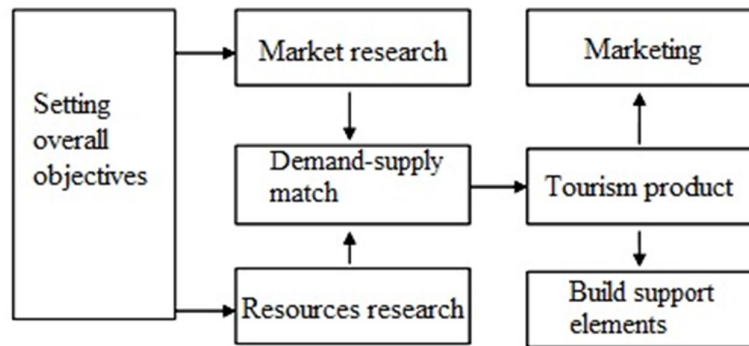 Setting
overall
objectives
Market research
Demand-supply
match
Resources research
Marketing
Tourism product
Build support
elements